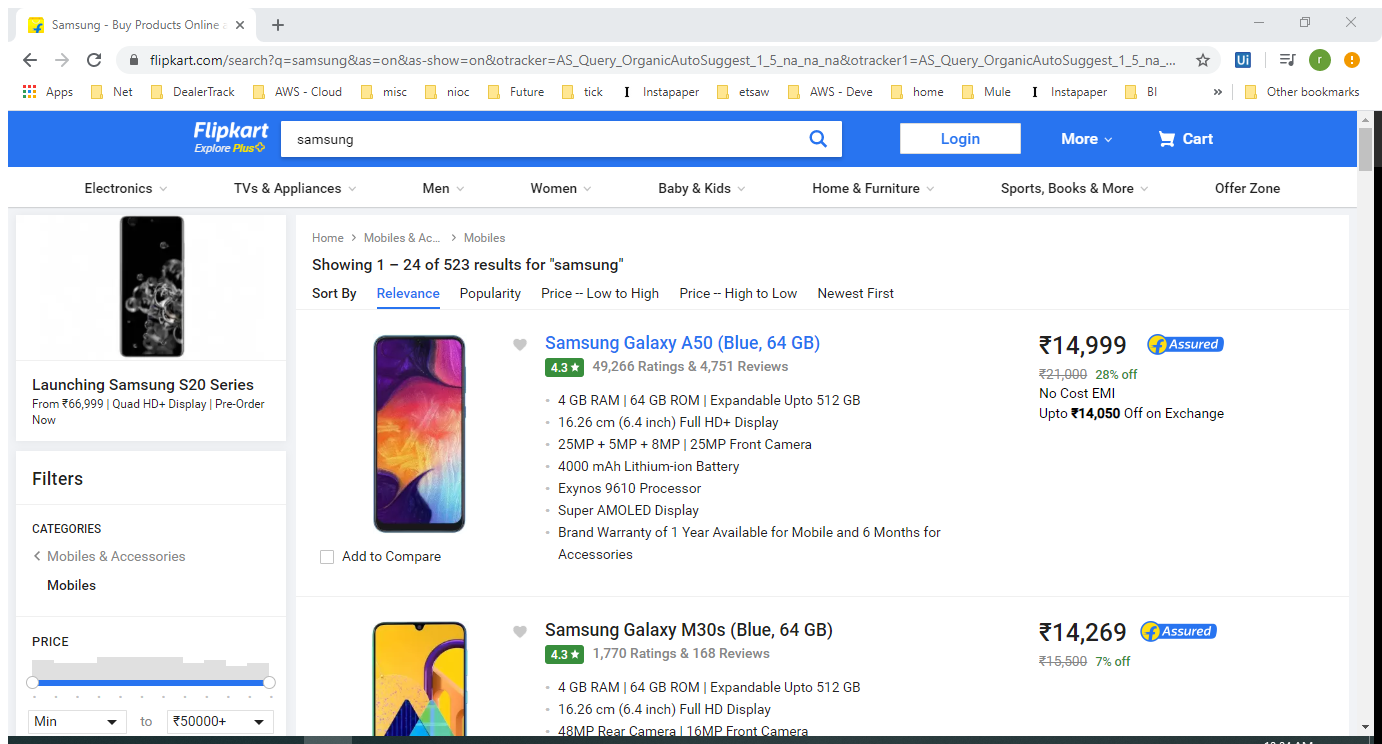 Samsung - Buy Products Online
flipkart.com/search?q=samsung&as=on&as-show=on&otracker=AS_Query_OrganicAutoSuggest_1_5_na_na_na&otracker1=AS_Query_OrganicAutoSuggest_1_5_na_... Ui r
Apps Net DealerTrack AWS - Cloud misc nioc Future tick I Instapaper etsaw AWS - Deve home Mule I Instapaper BI » Other bookmarks
Flipkart
Explore Plus
samsung
Login More Cart
Electronics TVs & Appliances Men Women Baby & Kids Home & Furniture Sports, Books & More Offer Zone
Launching Samsung S20 Series
From ₹66,999 | Quad HD+ Display | Pre-Order
Now
Filters
CATEGORIES
Mobiles & Accessories
Mobiles
PRICE
Min to ₹50000+
Home > Mobiles & Ac... > Mobiles
Showing 1 – 24 of 523 results for "samsung"
Sort By Relevance Popularity Price -- Low to High Price -- High to Low Newest First
Samsung Galaxy A50 (Blue, 64 GB)
4.3 ★ 49,266 Ratings & 4,751 Reviews
4 GB RAM | 64 GB ROM | Expandable Upto 512 GB
16.26 cm (6.4 inch) Full HD+ Display
25MP + 5MP + 8MP | 25MP Front Camera
4000 mAh Lithium-ion Battery
Exynos 9610 Processor
Super AMOLED Display
Brand Warranty of 1 Year Available for Mobile and 6 Months for
Accessories
Add to Compare
₹14,999 f Assured
₹21,000 28% off
No Cost EMI
Upto ₹14,050 Off on Exchange
Samsung Galaxy M30s (Blue, 64 GB)
4.3 ★ 1,770 Ratings & 168 Reviews
4 GB RAM | 64 GB ROM | Expandable Upto 512 GB
16.26 cm (6.4 inch) Full HD Display
48MP Rear Camera | 16MP Front Camera
₹14,269 f Assured
₹15,500 7% off